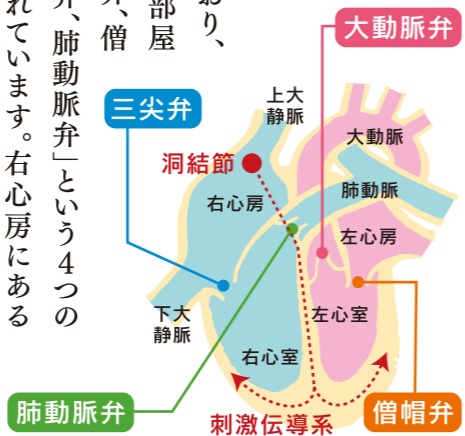 おり、
部屋
弁、僧
弁、肺動脈弁」という4つの
れています。右心房にある
大動脈弁
三尖弁
上大
静脈
大動脈
洞結節
肺動脈
右心房
左心房
下大
静脈
左心室
右心室
肺動脈弁
刺激伝導系
僧帽弁